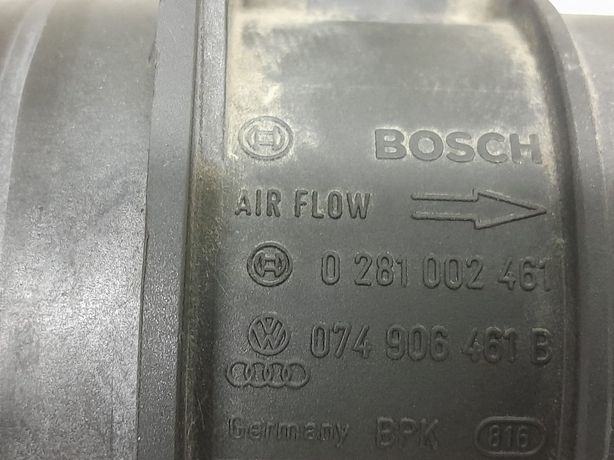 BOSCH
AIR FLOW
0 281 002 461
074 906 461 B
Germany BPK 816